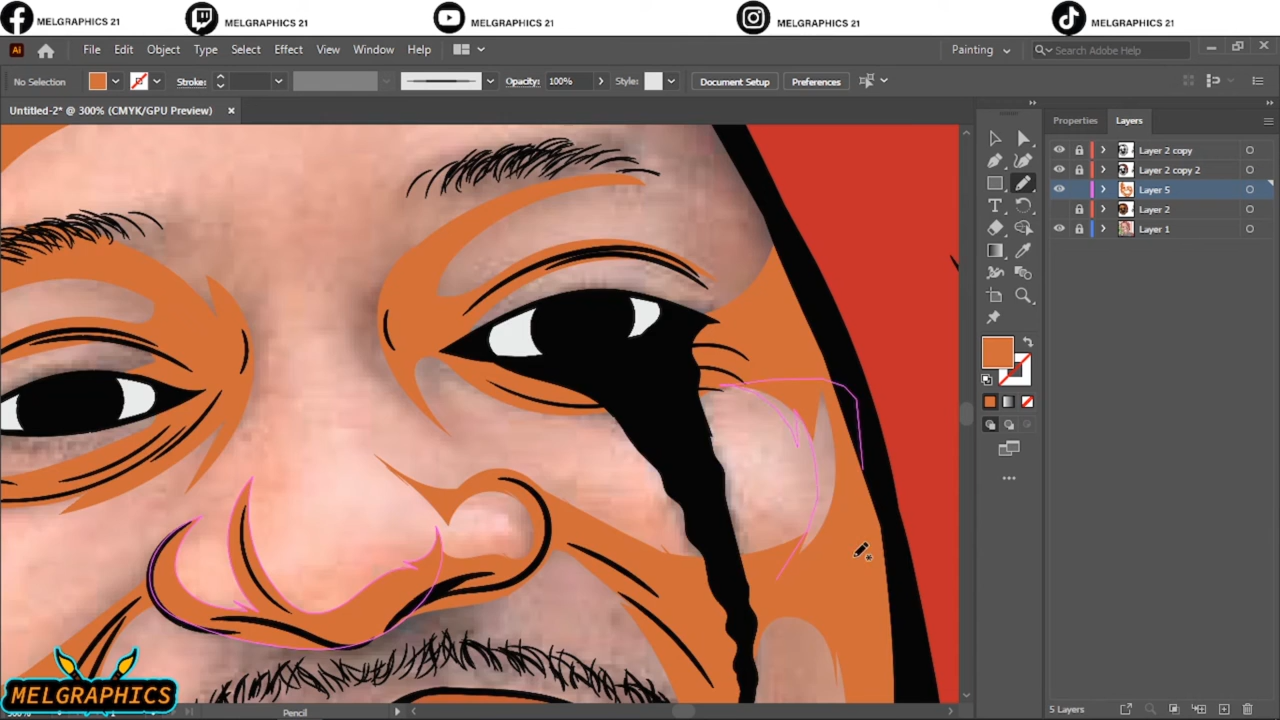 MELGRAPHICS 21 MELGRAPHICS 21 MELGRAPHICS 21 MELGRAPHICS 21 MELGRAPHICS 21
Ai File Edit Object Type Select Effect View Window Help Painting Search Adobe Help
No Selection Stroke: Opacity: 100% Style: Document Setup Preferences
Untitled-2* @ 300% (CMYK/GPU Preview)
Properties Layers
Layer 2 copy
Layer 2 copy 2
Layer 5
Layer 2
Layer 1
MELGRAPHICS
Pencil
5 Layers